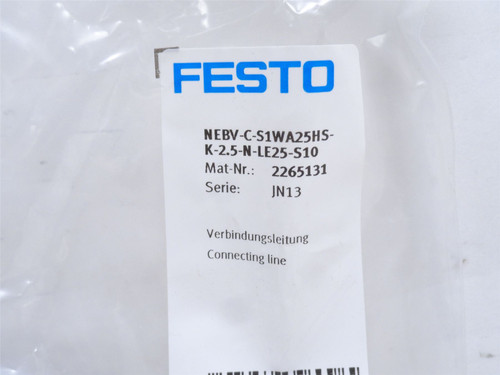 FESTO
NEBV-C-S1WA25HS-
K-2.5-N-LE25-S10
Mat-Nr.: 2265131
Serie: JN13
Verbindungsleitung
Connecting line